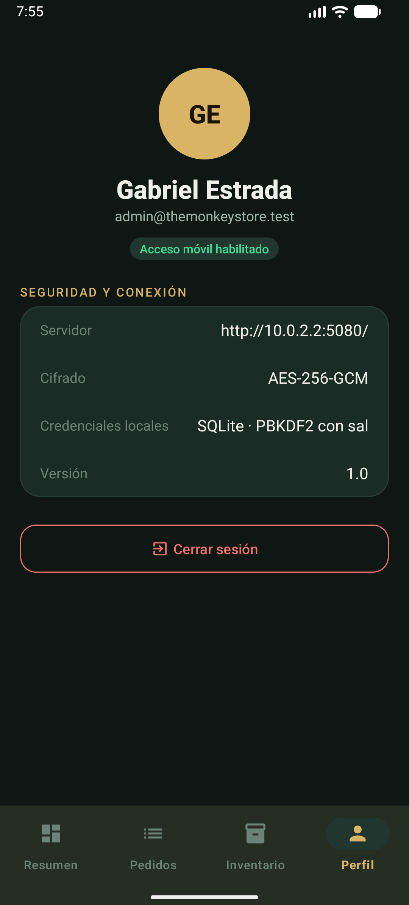 7:55
GE
Gabriel Estrada
admin@themonkeystore.test
Acceso móvil habilitado
SEGURIDAD Y CONEXIÓN
Servidor http://10.0.2.2:5080/
Cifrado AES-256-GCM
Credenciales locales SQLite · PBKDF2 con sal
Versión 1.0
Cerrar sesión
Resumen Pedidos Inventario Perfil